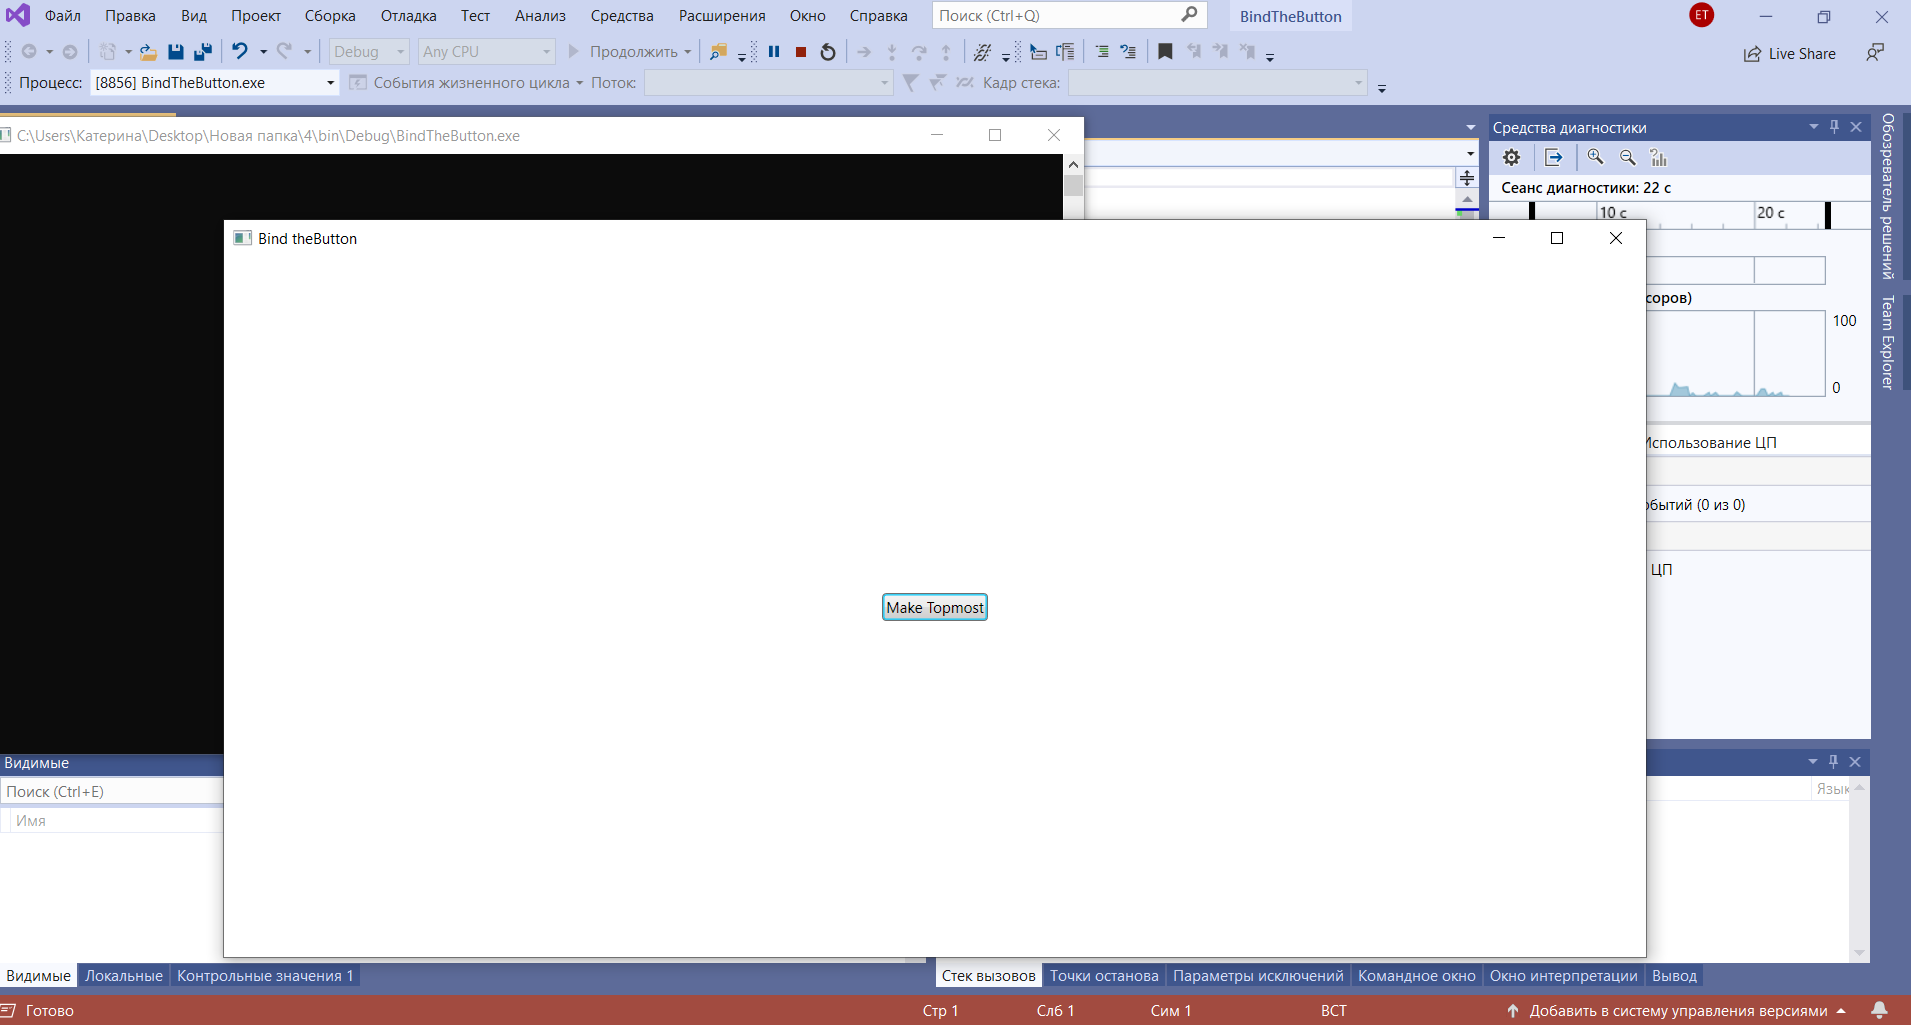 Файл Правка Вид Проект Сборка Отладка Тест Анализ Средства Расширения Окно Справка Поиск (Ctrl+Q) BindTheButton ET
Debug Any CPU Продолжить Live Share
Процесс: [8856] BindTheButton.exe События жизненного цикла Поток: Кадр стека:
C:\Users\Катерина\Desktop\Новая папка\4\bin\Debug\BindTheButton.exe
Средства диагностики
Обозреватель решений
Team Explorer
Сеанс диагностики: 22 с
10 с 20 с
Bind theButton
соров)
100
0
Использование ЦП
обытий (0 из 0)
ЦП
Make Topmost
Видимые
Поиск (Ctrl+E)
Имя
Язык
Видимые Локальные Контрольные значения 1
Стек вызовов Точки останова Параметры исключений Командное окно Окно интерпретации Вывод
Готово Стр 1 Слб 1 Сим 1 ВСТ Добавить в систему управления версиями